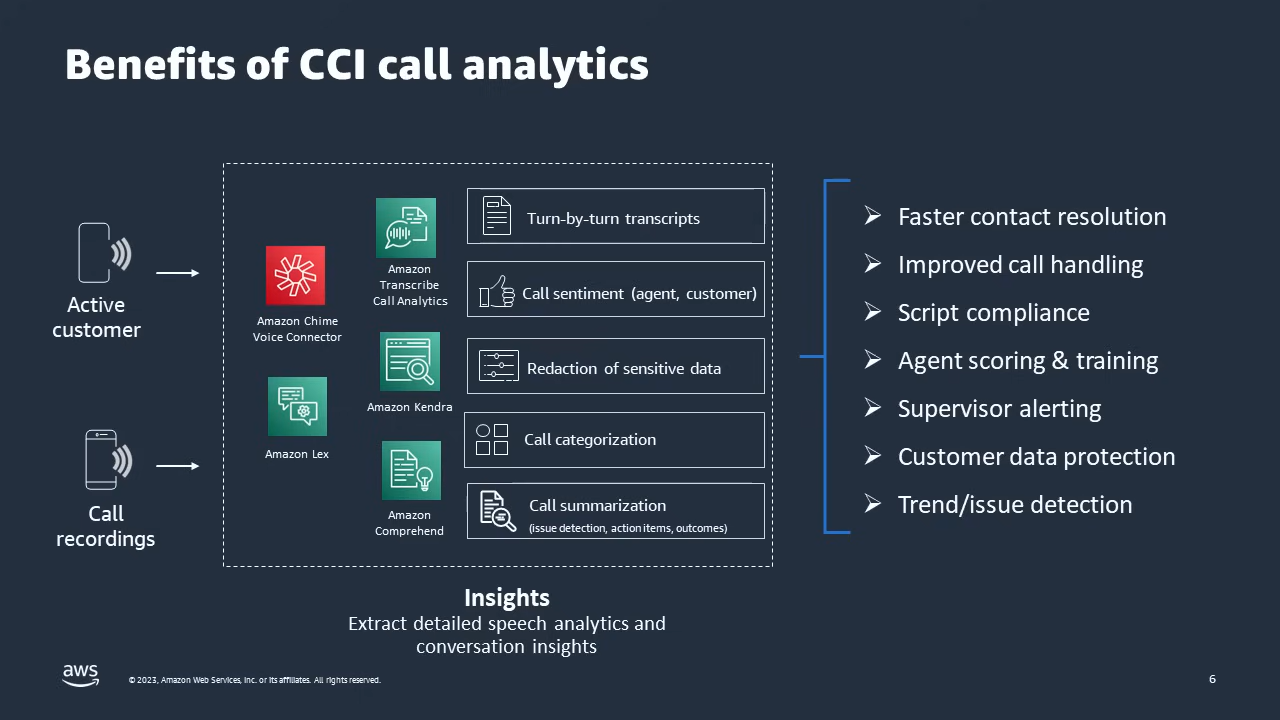 Benefits of CCI call analytics
Active
customer
Call
recordings
Amazon Chime
Voice Connector
Amazon Lex
Amazon
Transcribe
Call Analytics
Amazon Kendra
Amazon
Comprehend
Turn-by-turn transcripts
Call sentiment (agent, customer)
Redaction of sensitive data
Call categorization
Call summarization
(issue detection, action items, outcomes)
Insights
Extract detailed speech analytics and
conversation insights
Faster contact resolution
Improved call handling
Script compliance
Agent scoring & training
Supervisor alerting
Customer data protection
Trend/issue detection
aws
© 2023, Amazon Web Services, Inc. or its affiliates. All rights reserved.
6